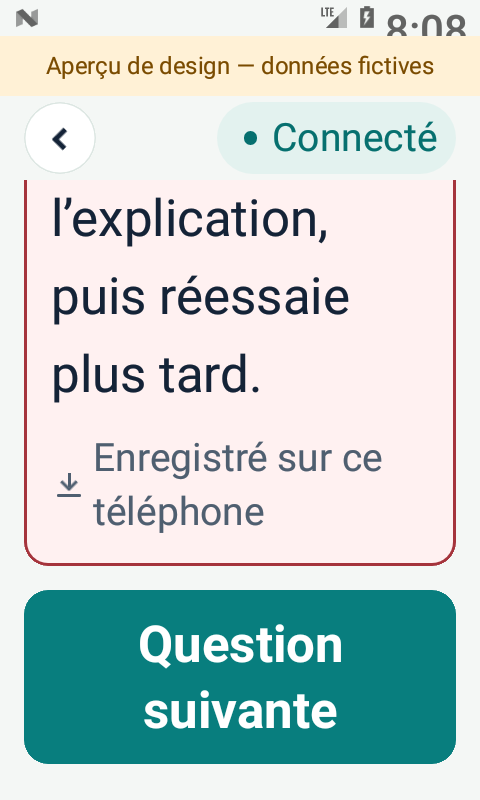 LTE
8:08
Aperçu de design — données fictives
Connecté
l’explication,
puis réessaie
plus tard.
Enregistré sur ce
téléphone
Question
suivante